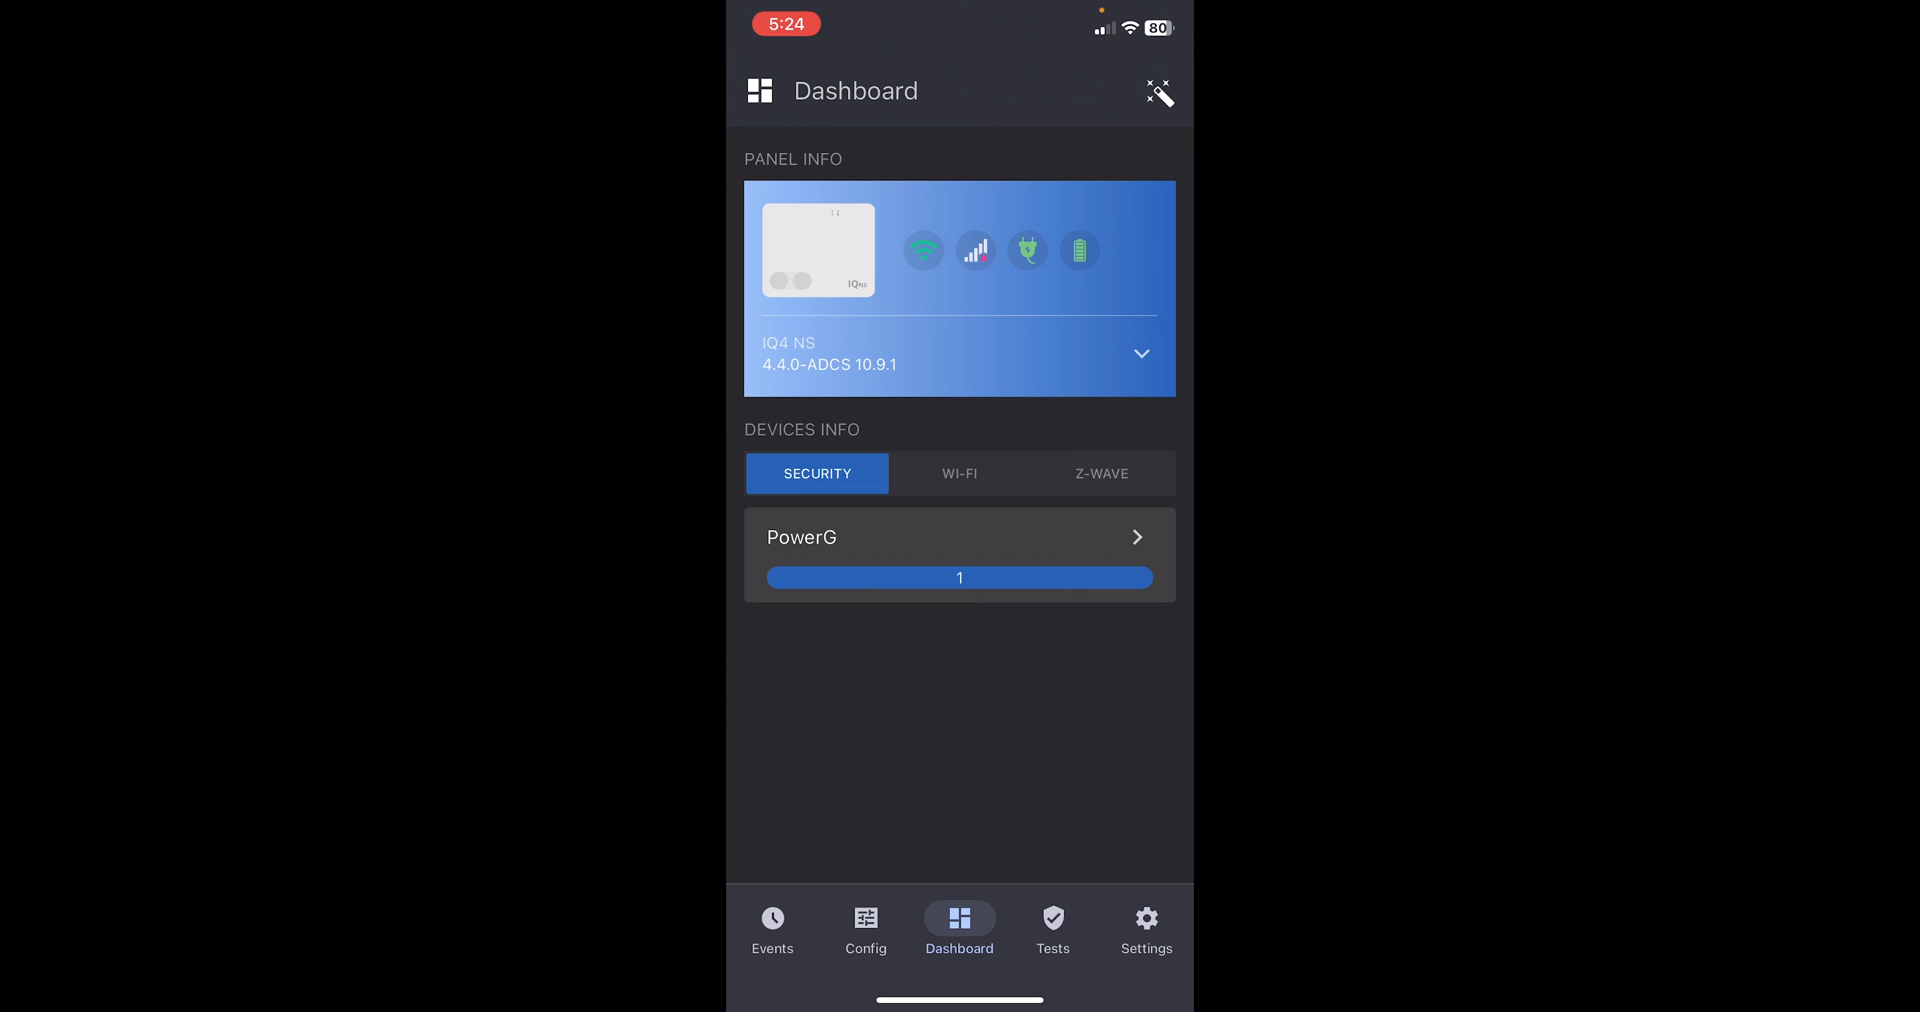 5:24
80
Dashboard
PANEL INFO
IQNS
IQ4 NS
4.4.0-ADCS 10.9.1
DEVICES INFO
SECURITY WI-FI Z-WAVE
PowerG
1
Events Config Dashboard Tests Settings